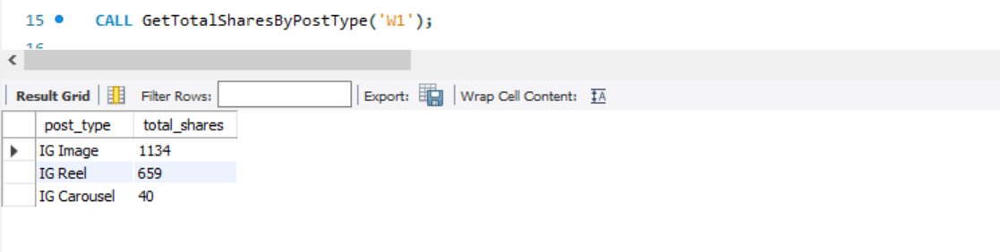 15 CALL GetTotalSharesByPostType('W1');
16
Result Grid Filter Rows: Export: Wrap Cell Content: IA
post_type total_shares
IG Image 1134
IG Reel 659
IG Carousel 40